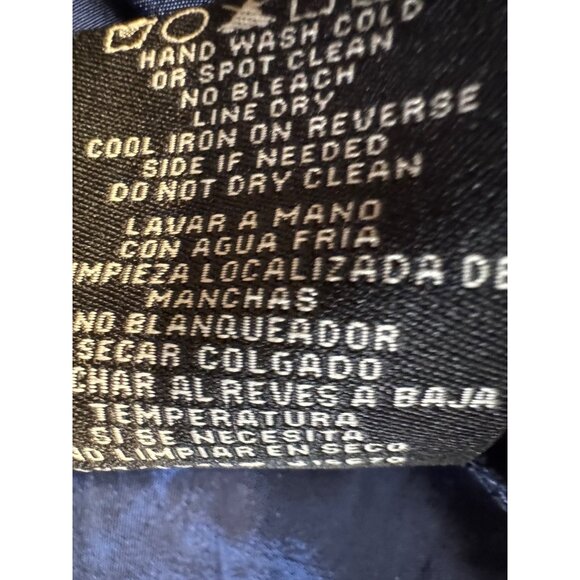 HAND WASH COLD
OR SPOT CLEAN
NO BLEACH
LINE DRY
COOL IRON ON REVERSE
SIDE IF NEEDED
DO NOT DRY CLEAN
LAVAR A MANO
CON AGUA FRIA
MPIEZA LOCALIZADA DE
MANCHAS
NO BLANQUEADOR
SECAR COLGADO
CHAR AL REVES A BAJA
TEMPERATURA
SI SE NECESITA
NO LIMPIAR EN SECO